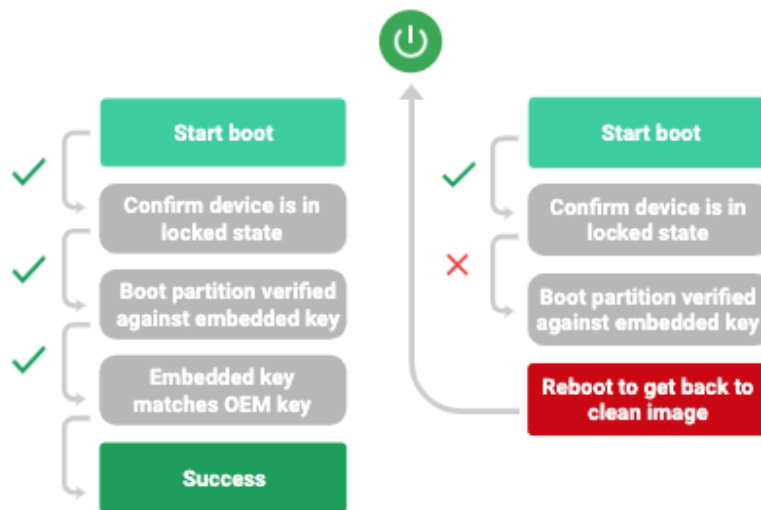 Start boot
Confirm device is in
locked state
Boot partition verified
against embedded key
Embedded key
matches OEM key
Success
Start boot
Confirm device is in
locked state
Boot partition verified
against embedded key
Reboot to get back to
clean image